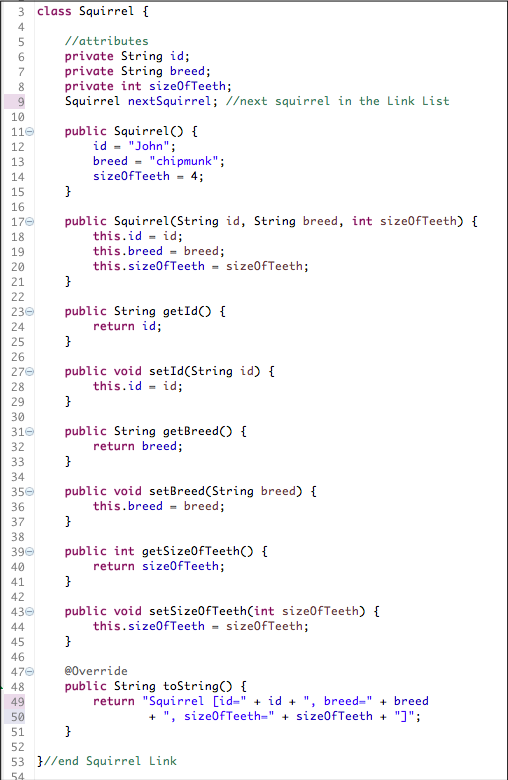 3 class Squirrel {
4
5     //attributes
6     private String id;
7     private String breed;
8     private int sizeOfTeeth;
9     Squirrel nextSquirrel; //next squirrel in the Link List
10
11     public Squirrel() {
12         id = "John";
13         breed = "chipmunk";
14         sizeOfTeeth = 4;
15     }
16
17     public Squirrel(String id, String breed, int sizeOfTeeth) {
18         this.id = id;
19         this.breed = breed;
20         this.sizeOfTeeth = sizeOfTeeth;
21     }
22
23     public String getId() {
24         return id;
25     }
26
27     public void setId(String id) {
28         this.id = id;
29     }
30
31     public String getBreed() {
32         return breed;
33     }
34
35     public void setBreed(String breed) {
36         this.breed = breed;
37     }
38
39     public int getSizeOfTeeth() {
40         return sizeOfTeeth;
41     }
42
43     public void setSizeOfTeeth(int sizeOfTeeth) {
44         this.sizeOfTeeth = sizeOfTeeth;
45     }
46
47     @Override
48     public String toString() {
49         return "Squirrel [id=" + id + ", breed=" + breed
50                 + ", sizeOfTeeth=" + sizeOfTeeth + "]";
51     }
52
53 }//end Squirrel Link
54